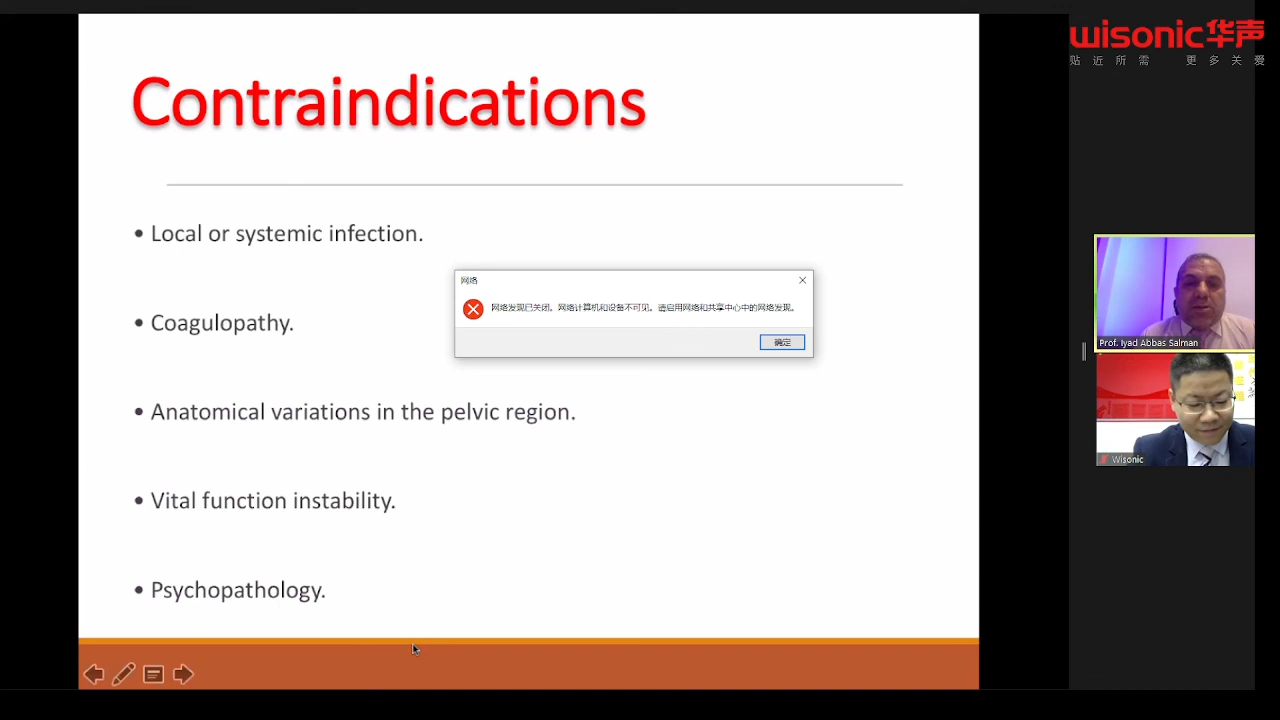 wisonic华声
贴近所需 更多关爱
Contraindications
• Local or systemic infection.
• Coagulopathy.
• Anatomical variations in the pelvic region.
• Vital function instability.
• Psychopathology.
网络
网络发现已关闭。网络计算机和设备不可见。请启用网络和共享中心中的网络发现。
确定
Prof. Iyad Abbas Salman
Wisonic